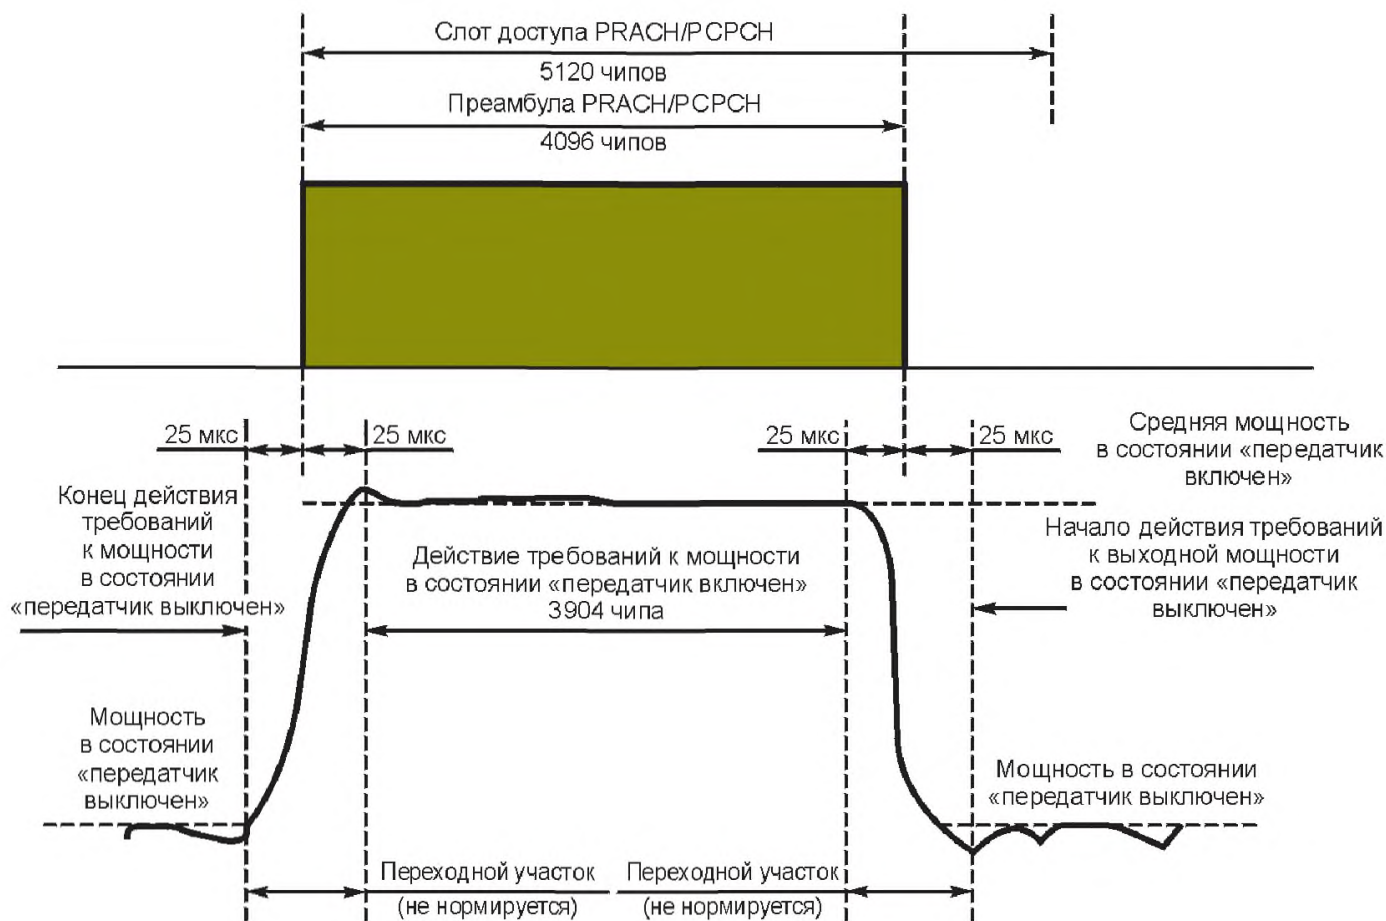 Слот доступа PRACH/PCPCH
5120 чипов
Преамбула PRACH/PCPCH
4096 чипов
25 мкс
25 мкс
25 мкс
25 мкс
Средняя мощность
в состоянии «передатчик
включен»
Конец действия
требований
к мощности
в состоянии
«передатчик выключен»
Действие требований к мощности
в состоянии «передатчик включен»
3904 чипа
Начало действия требований
к выходной мощности
в состоянии «передатчик
выключен»
Мощность
в состоянии
«передатчик
выключен»
Мощность в состоянии
«передатчик выключен»
Переходной участок
(не нормируется)
Переходной участок
(не нормируется)